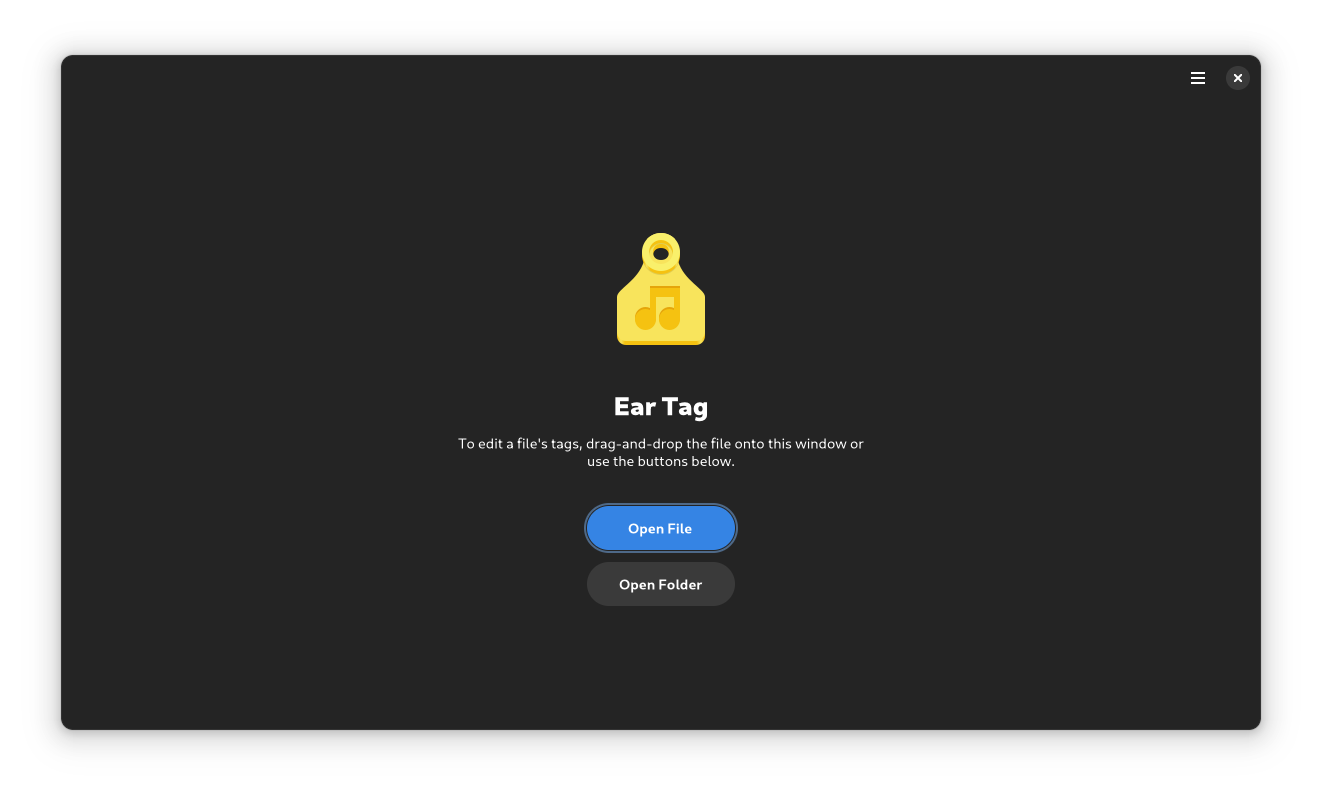 Ear Tag
To edit a file's tags, drag-and-drop the file onto this window or
use the buttons below.
Open File
Open Folder